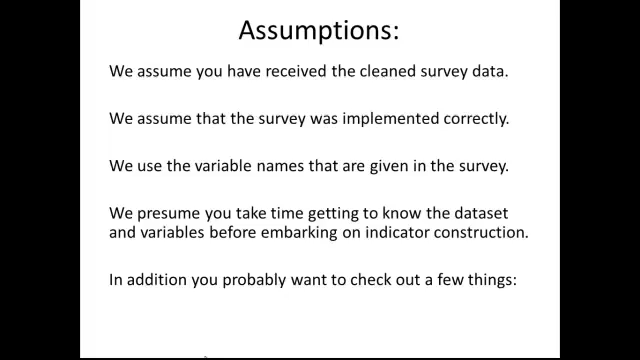 Assumptions:
We assume you have received the cleaned survey data.
We assume that the survey was implemented correctly.
We use the variable names that are given in the survey.
We presume you take time getting to know the dataset
and variables before embarking on indicator construction.
In addition you probably want to check out a few things: